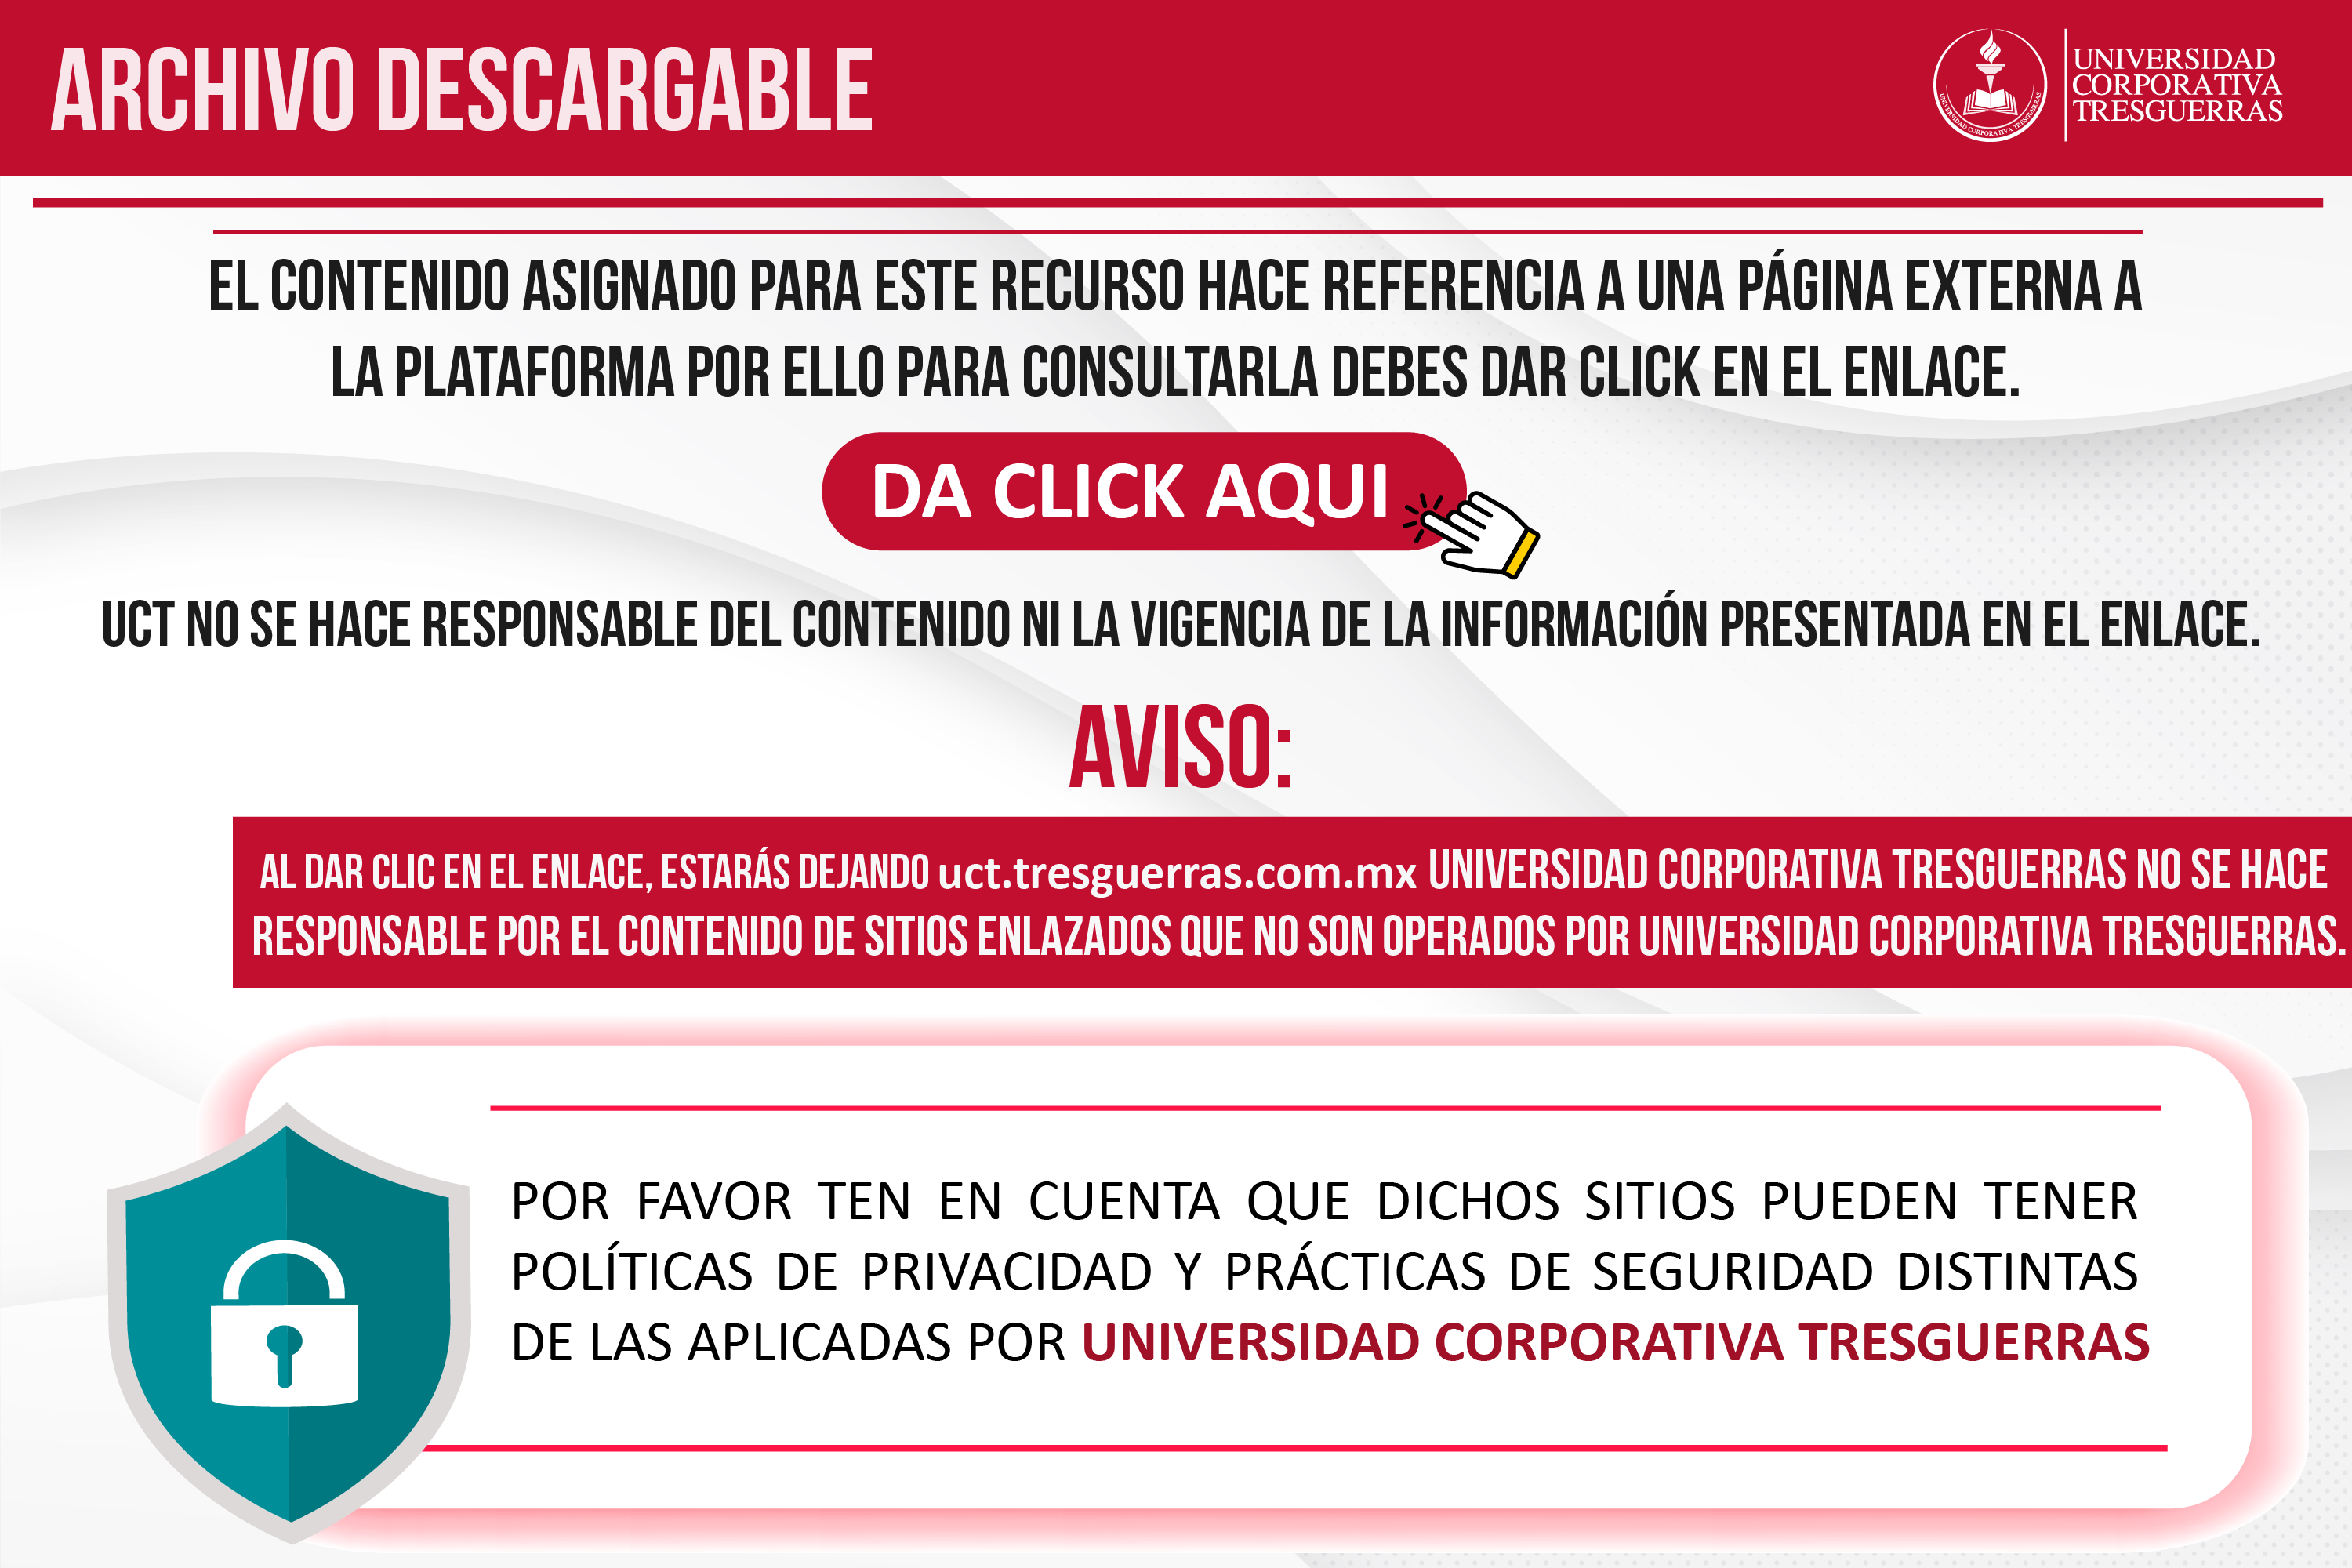 ARCHIVO DESCARGABLE
UNIVERSIDAD
CORPORATIVA
TRESGUERRAS
UNIVERSIDAD CORPORATIVA TRESGUERRAS
EL CONTENIDO ASIGNADO PARA ESTE RECURSO HACE REFERENCIA A UNA PÁGINA EXTERNA A
LA PLATAFORMA POR ELLO PARA CONSULTARLA DEBES DAR CLICK EN EL ENLACE.
DA CLICK AQUI
UCT NO SE HACE RESPONSABLE DEL CONTENIDO NI LA VIGENCIA DE LA INFORMACIÓN PRESENTADA EN EL ENLACE.
AVISO:
AL DAR CLIC EN EL ENLACE, ESTARÁS DEJANDO uct.tresguerras.com.mx UNIVERSIDAD CORPORATIVA TRESGUERRAS NO SE HACE
RESPONSABLE POR EL CONTENIDO DE SITIOS ENLAZADOS QUE NO SON OPERADOS POR UNIVERSIDAD CORPORATIVA TRESGUERRAS.
POR FAVOR TEN EN CUENTA QUE DICHOS SITIOS PUEDEN TENER
POLÍTICAS DE PRIVACIDAD Y PRÁCTICAS DE SEGURIDAD DISTINTAS
DE LAS APLICADAS POR UNIVERSIDAD CORPORATIVA TRESGUERRAS